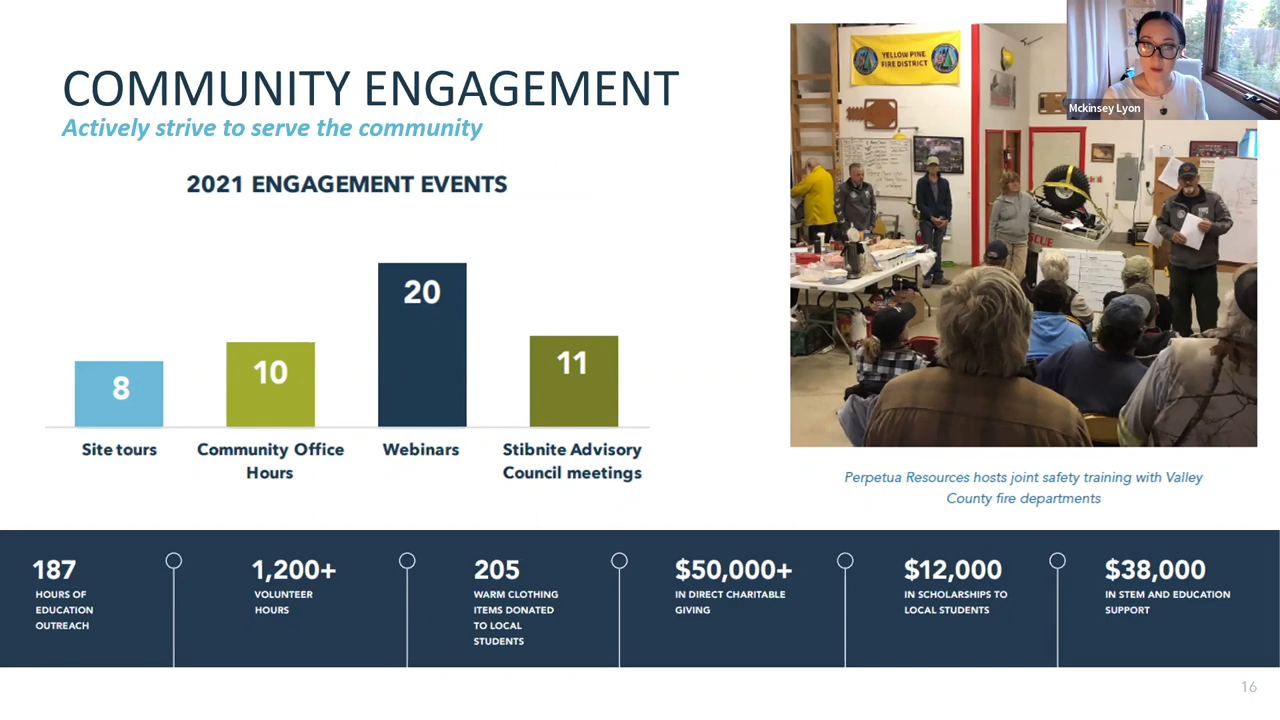 COMMUNITY ENGAGEMENT
Actively strive to serve the community
2021 ENGAGEMENT EVENTS
8
10
20
11
Site tours
Community Office
Hours
Webinars
Stibnite Advisory
Council meetings
YELLOW PINE
FIRE DISTRICT
Mckinsey Lyon
Perpetua Resources hosts joint safety training with Valley
County fire departments
187
HOURS OF
EDUCATION
OUTREACH
1,200+
VOLUNTEER
HOURS
205
WARM CLOTHING
ITEMS DONATED
TO LOCAL
STUDENTS
$50,000+
IN DIRECT CHARITABLE
GIVING
$12,000
IN SCHOLARSHIPS TO
LOCAL STUDENTS
$38,000
IN STEM AND EDUCATION
SUPPORT
16